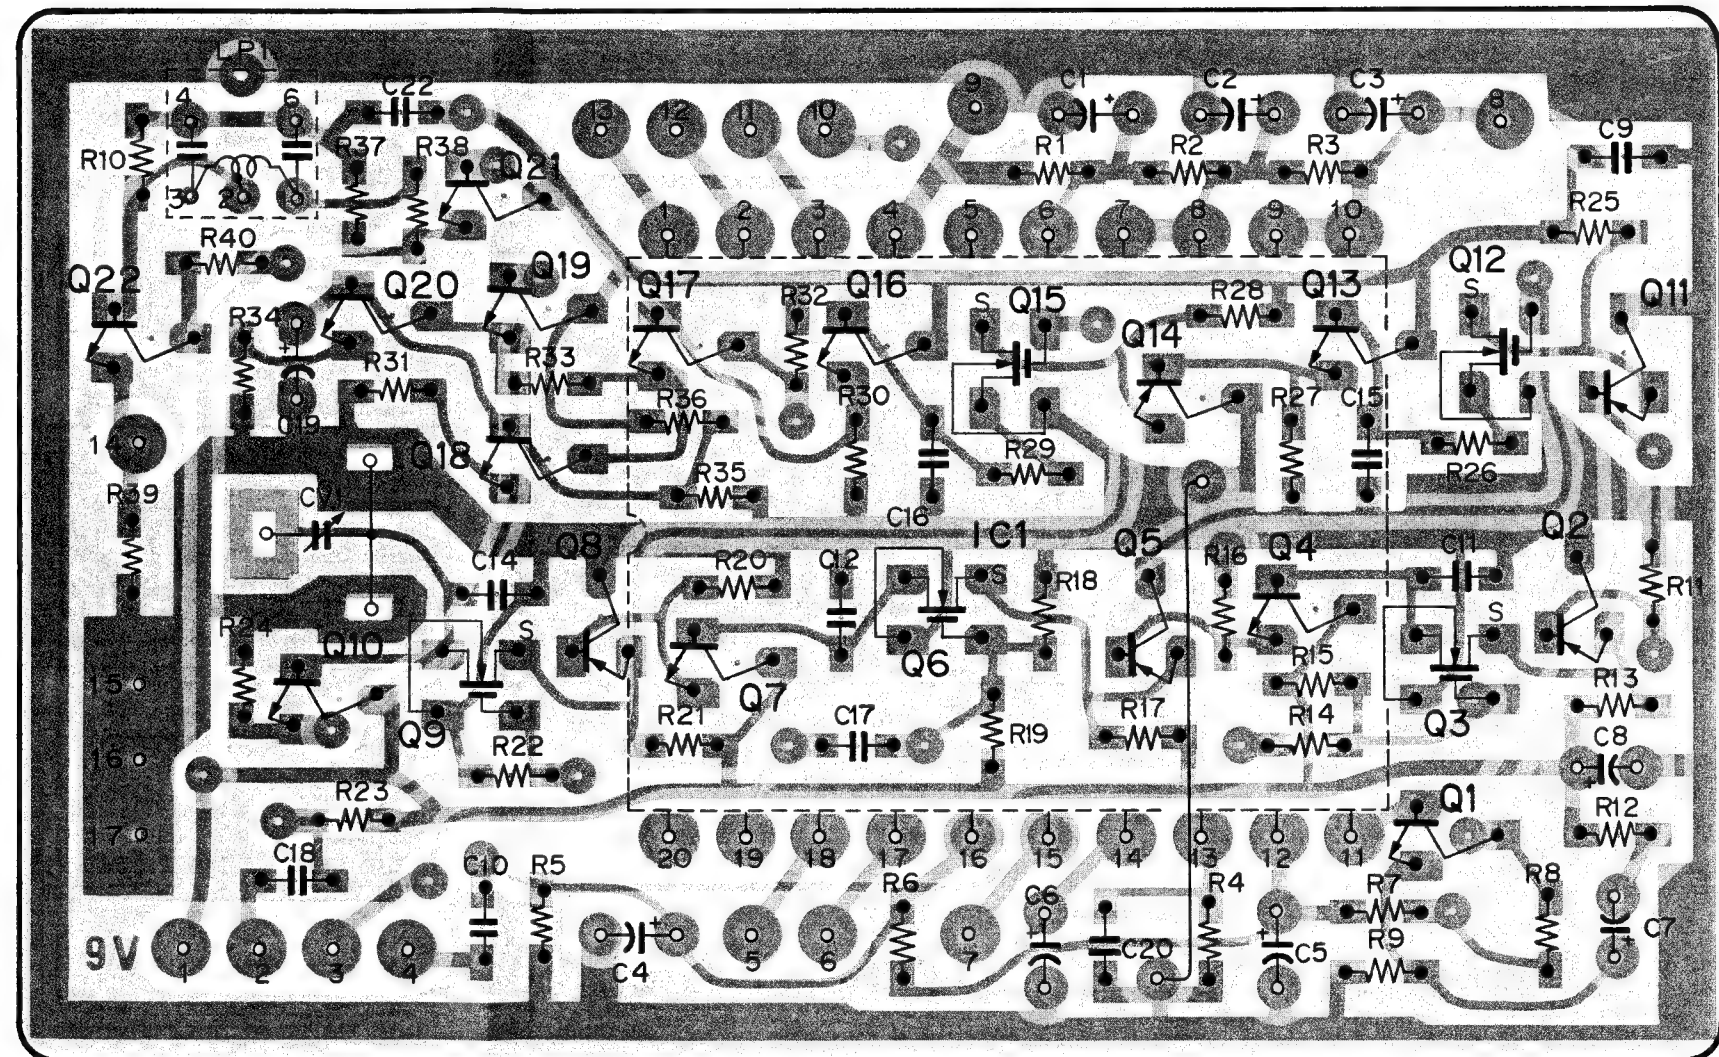 LP1
4 6 C22 9 C1 + C2 + C3 + 8
13 12 11 10
R10 R37 R38 Q21 R1 R2 R3 C9
3 2
1 2 3 4 5 6 7 8 9 10 R25
R40
Q22 Q20 Q19 Q17 R32 Q16 S Q15 R28 Q13 Q12 S Q11
R34 +
R31 R33 Q14
R36 R30 R27 C15
C19
14 Q18 R29 R26
R35
R39 CV1
C16 IC1
Q8 Q5 Q2
C14 R20 C12 S R18 R16 Q4 C11 R11
R24 Q10 S Q6 S
15 R15 R13
Q7
Q9 R21 C17 R19 R17 R14 Q3
R22 C8
16 +
R23 Q1
17 R12
20 19 18 17 16 15 14 13 12 11
C18 C10 R5 R6 C6 R4 R7 R8
+ + + C7
9V C4 C20 C5 R9 +
1 2 3 4 5 6 7